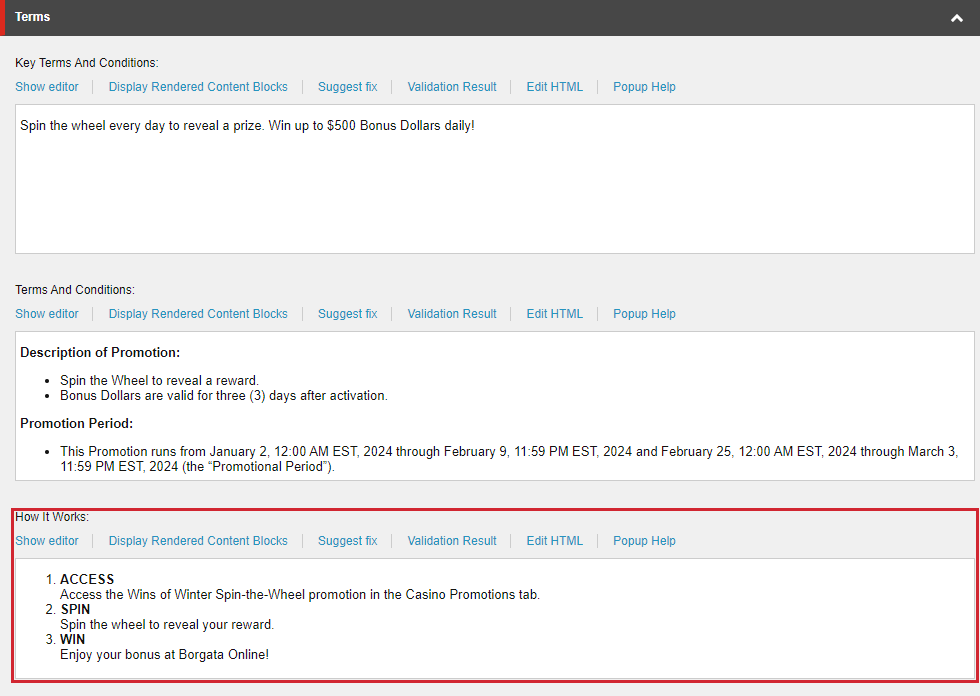 Terms
Key Terms And Conditions:
Show editor Display Rendered Content Blocks Suggest fix Validation Result Edit HTML Popup Help
Spin the wheel every day to reveal a prize. Win up to $500 Bonus Dollars daily!
Terms And Conditions:
Show editor Display Rendered Content Blocks Suggest fix Validation Result Edit HTML Popup Help
Description of Promotion:
• Spin the Wheel to reveal a reward.
• Bonus Dollars are valid for three (3) days after activation.
Promotion Period:
• This Promotion runs from January 2, 12:00 AM EST, 2024 through February 9, 11:59 PM EST, 2024 and February 25, 12:00 AM EST, 2024 through March 3,
11:59 PM EST, 2024 (the “Promotional Period”).
How It Works:
Show editor Display Rendered Content Blocks Suggest fix Validation Result Edit HTML Popup Help
1. ACCESS
Access the Wins of Winter Spin-the-Wheel promotion in the Casino Promotions tab.
2. SPIN
Spin the wheel to reveal your reward.
3. WIN
Enjoy your bonus at Borgata Online!